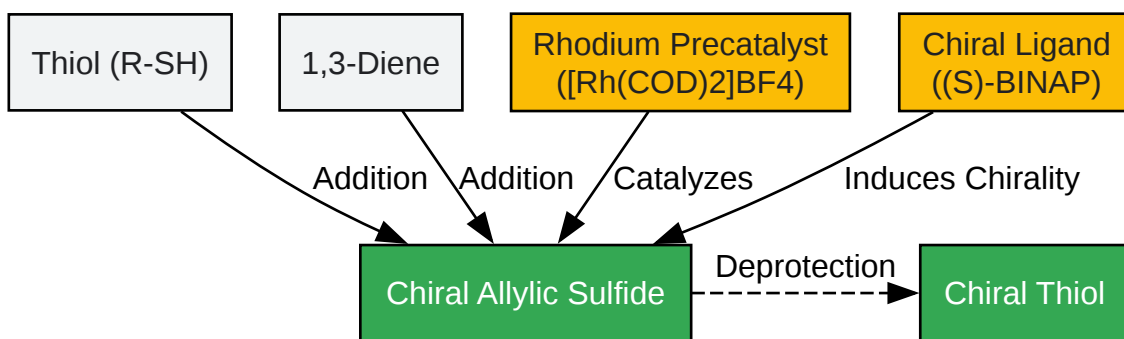 Thiol (R-SH)
1,3-Diene
Rhodium Precatalyst
([Rh(COD)2]BF4)
Chiral Ligand
((S)-BINAP)
Addition
Addition
Catalyzes
Induces Chirality
Chiral Allylic Sulfide
Deprotection
Chiral Thiol